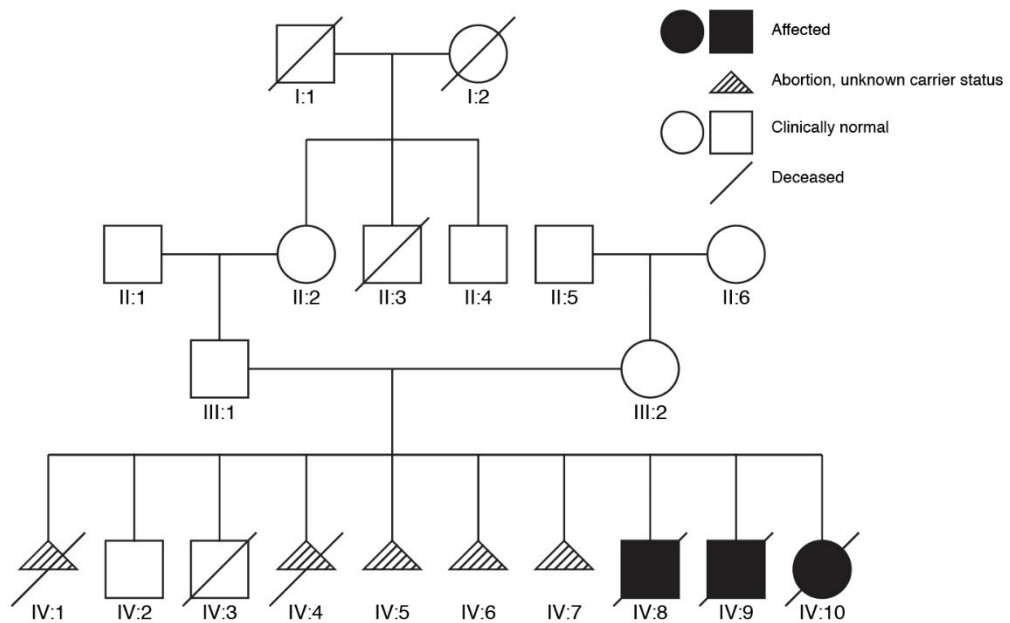 Affected
Abortion, unknown carrier status
Clinically normal
Deceased
I:1 I:2
II:1 II:2 II:3 II:4 II:5 II:6
III:1 III:2
IV:1 IV:2 IV:3 IV:4 IV:5 IV:6 IV:7 IV:8 IV:9 IV:10